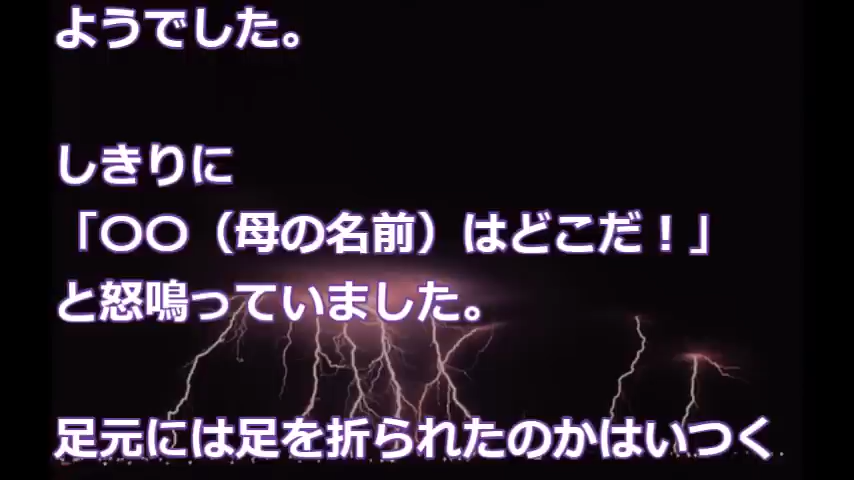 ようでした。
しきりに
「〇〇（母の名前）はどこだ！」
と怒鳴っていました。
足元には足を折られたのかはいつく